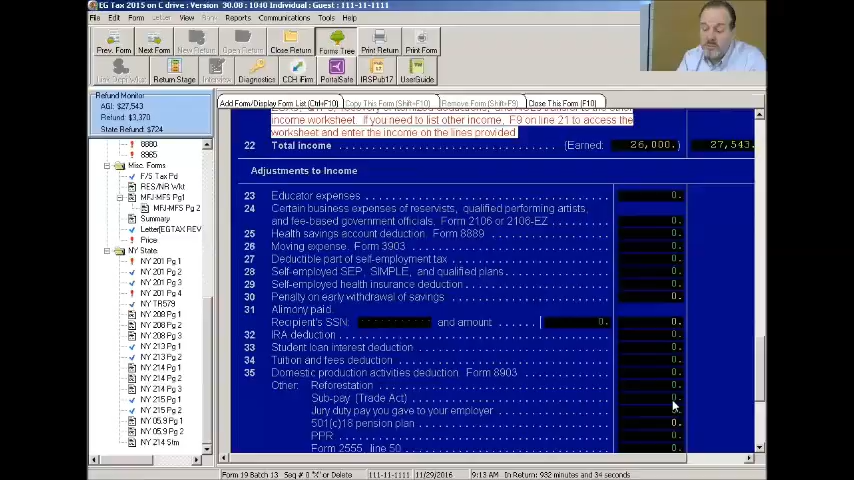 EG Tax 2015 on C drive : Version 30.08 : 1040 Individual : Guest : 111-11-1111
File Edit Form Letter View Book Reports Communications Tools Help
Prev. Form Next Form New Return Open Return Close Return Forms Tree Print Return Print Form
Return Stage Interview Diagnostics CCH iFirm PortalSafe IRSPub17 UserGuide
Refund Monitor
AGI: $27,543
Refund: $3,370
State Refund: $724
Add Form/Display Form List (Ctrl+F10) Copy This Form (Shift+F10) Remove Form (Shift+F9) Close This Form (F10)
8880
8965
Misc. Forms
F/S Tax Pd
RES/NR Wkt
MFJ-MFS Pg1
MFJ-MFS Pg 2
Summary
Letter[EGTAX REV
Price
NY State
NY 201 Pg 1
NY 201 Pg 2
NY 201 Pg 3
NY 201 Pg 4
NY TR579
NY 208 Pg 1
NY 208 Pg 2
NY 208 Pg 3
NY 213 Pg 1
NY 213 Pg 2
NY 214 Pg 1
NY 214 Pg 2
NY 214 Pg 3
NY 215 Pg 1
NY 215 Pg 2
NY 05.9 Pg 1
NY 05.9 Pg 2
NY 214 Stm
income worksheet. If you need to list other income, F9 on line 21 to access the
worksheet and enter the income on the lines provided
22 Total income (Earned: 26,000.) 27,543.
Adjustments to Income
23 Educator expenses 0.
24 Certain business expenses of reservists, qualified performing artists,
and fee-based government officials. Form 2106 or 2106-EZ 0.
25 Health savings account deduction. Form 8889 0.
26 Moving expense. Form 3903 0.
27 Deductible part of self-employment tax 0.
28 Self-employed SEP, SIMPLE, and qualified plans 0.
29 Self-employed health insurance deduction 0.
30 Penalty on early withdrawal of savings 0.
31 Alimony paid.
Recipient's SSN: and amount 0. 0.
32 IRA deduction 0.
33 Student loan interest deduction 0.
34 Tuition and fees deduction 0.
35 Domestic production activities deduction. Form 8903 0.
Other: Reforestation 0.
Sub-pay (Trade Act) 0.
Jury duty pay you gave to your employer 0.
501(c)18 pension plan 0.
PPR 0.
Form 2555, line 50 0.
Form 19 Batch 13 Seq # 0 'X' or Delete 111-11-1111 11/29/2016 9:13 AM In Return: 932 minutes and 34 seconds